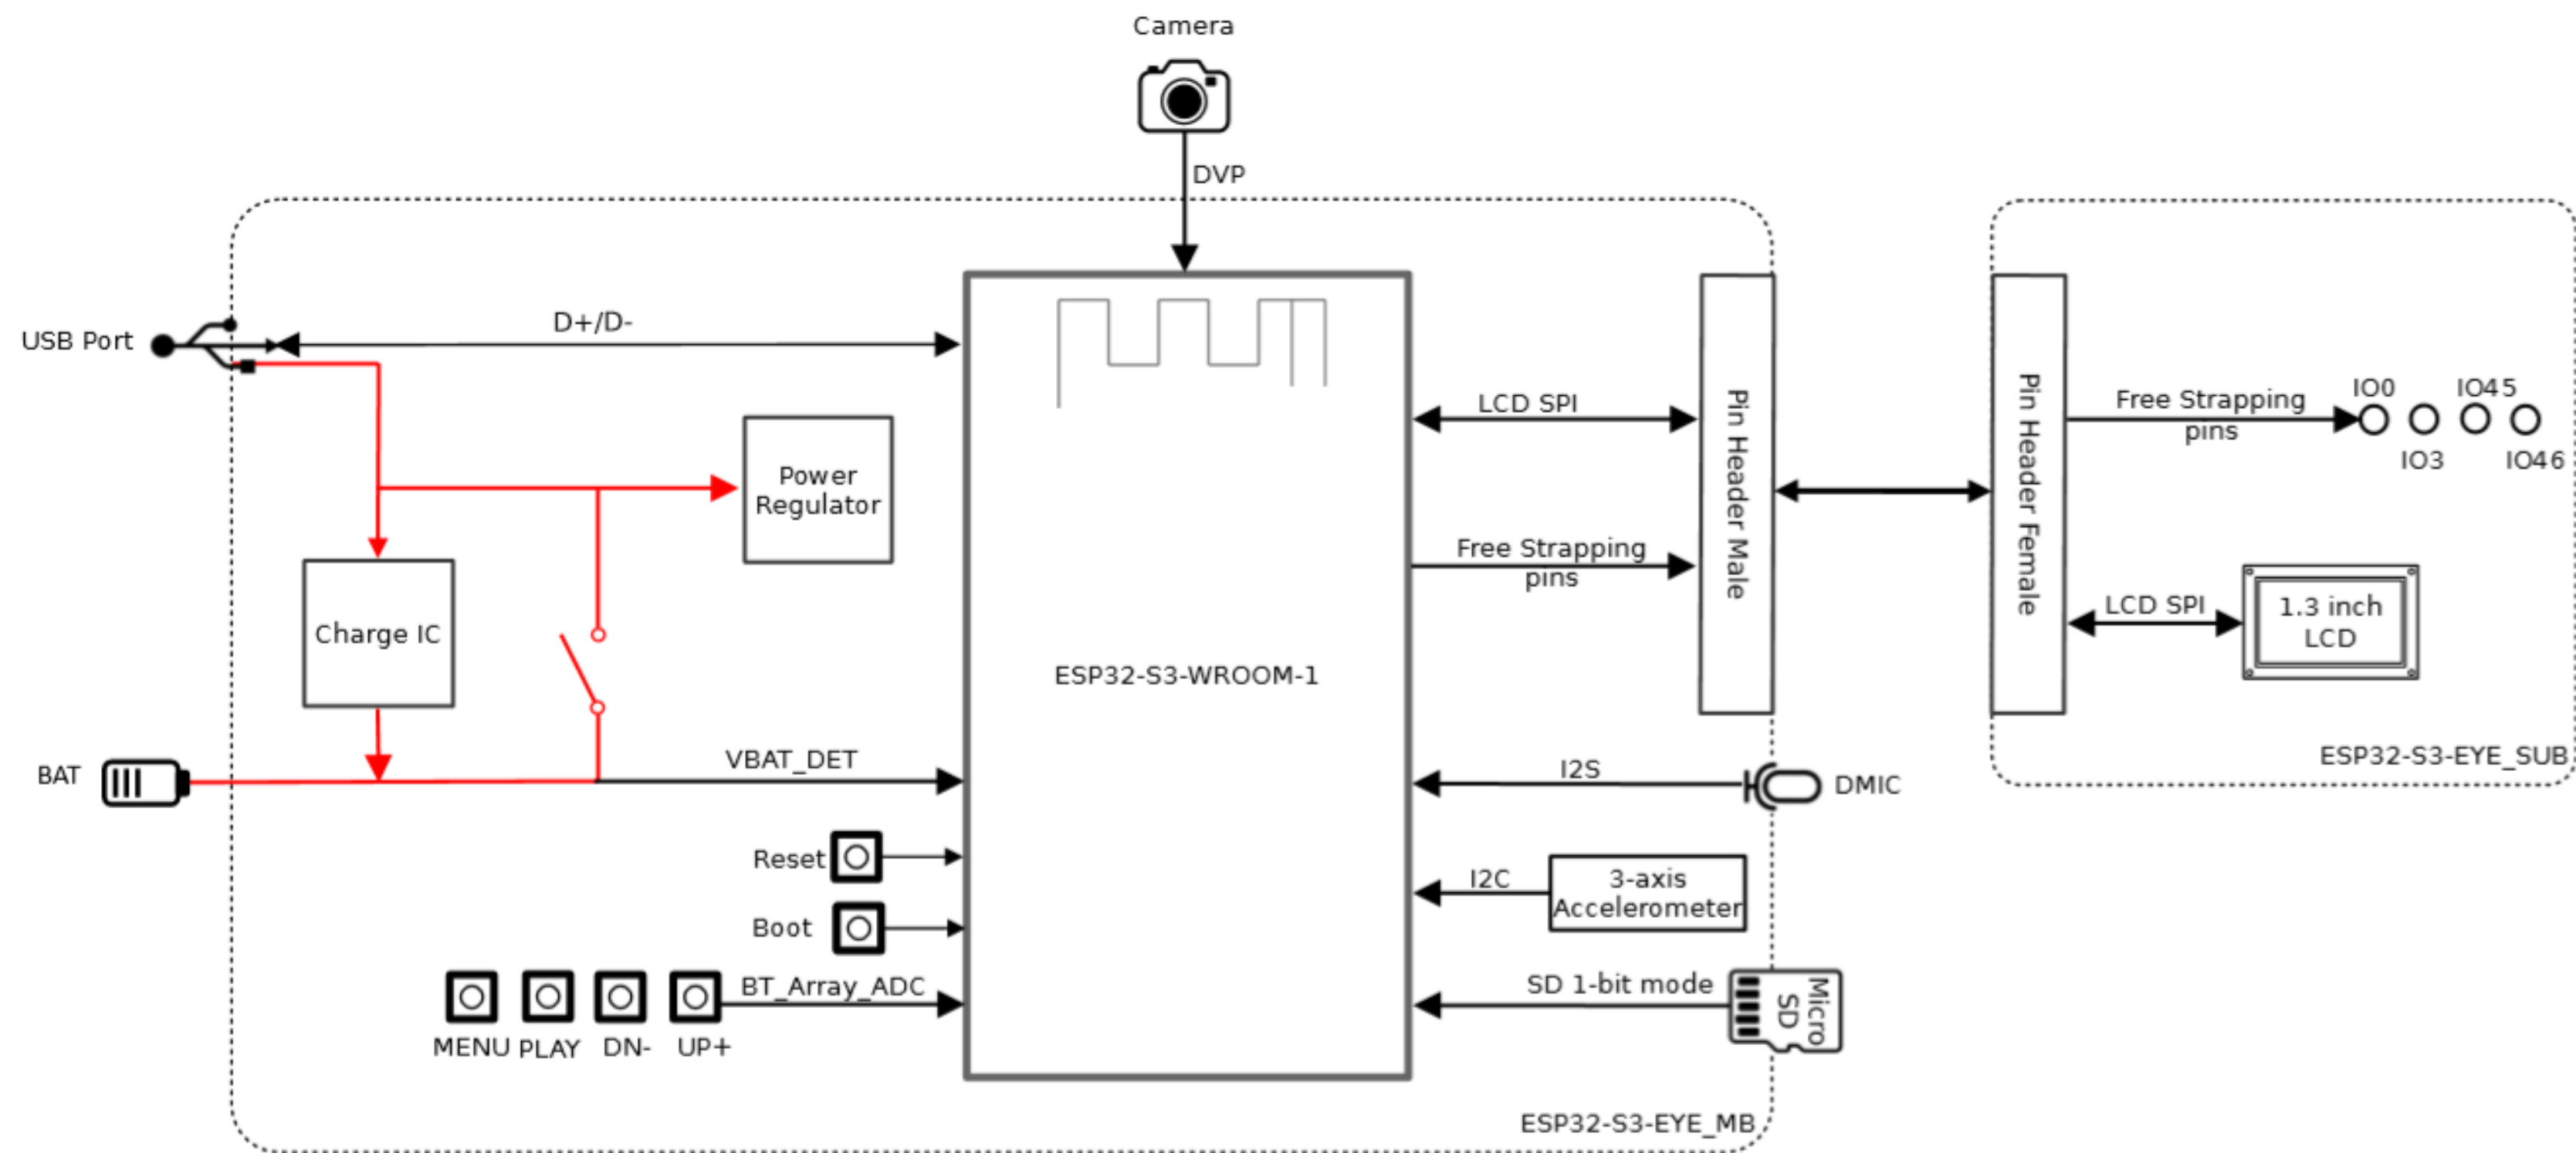 Camera
DVP
USB Port
D+/D-
Power
Regulator
Charge IC
BAT
VBAT_DET
Reset
Boot
BT_Array_ADC
MENU PLAY DN- UP+
ESP32-S3-WROOM-1
LCD SPI
Free Strapping
pins
Pin Header Male
I2S
DMIC
I2C
3-axis
Accelerometer
SD 1-bit mode
Micro
SD
ESP32-S3-EYE_MB
Pin Header Female
Free Strapping
pins
IO0 IO45
IO3 IO46
LCD SPI
1.3 inch
LCD
ESP32-S3-EYE_SUB